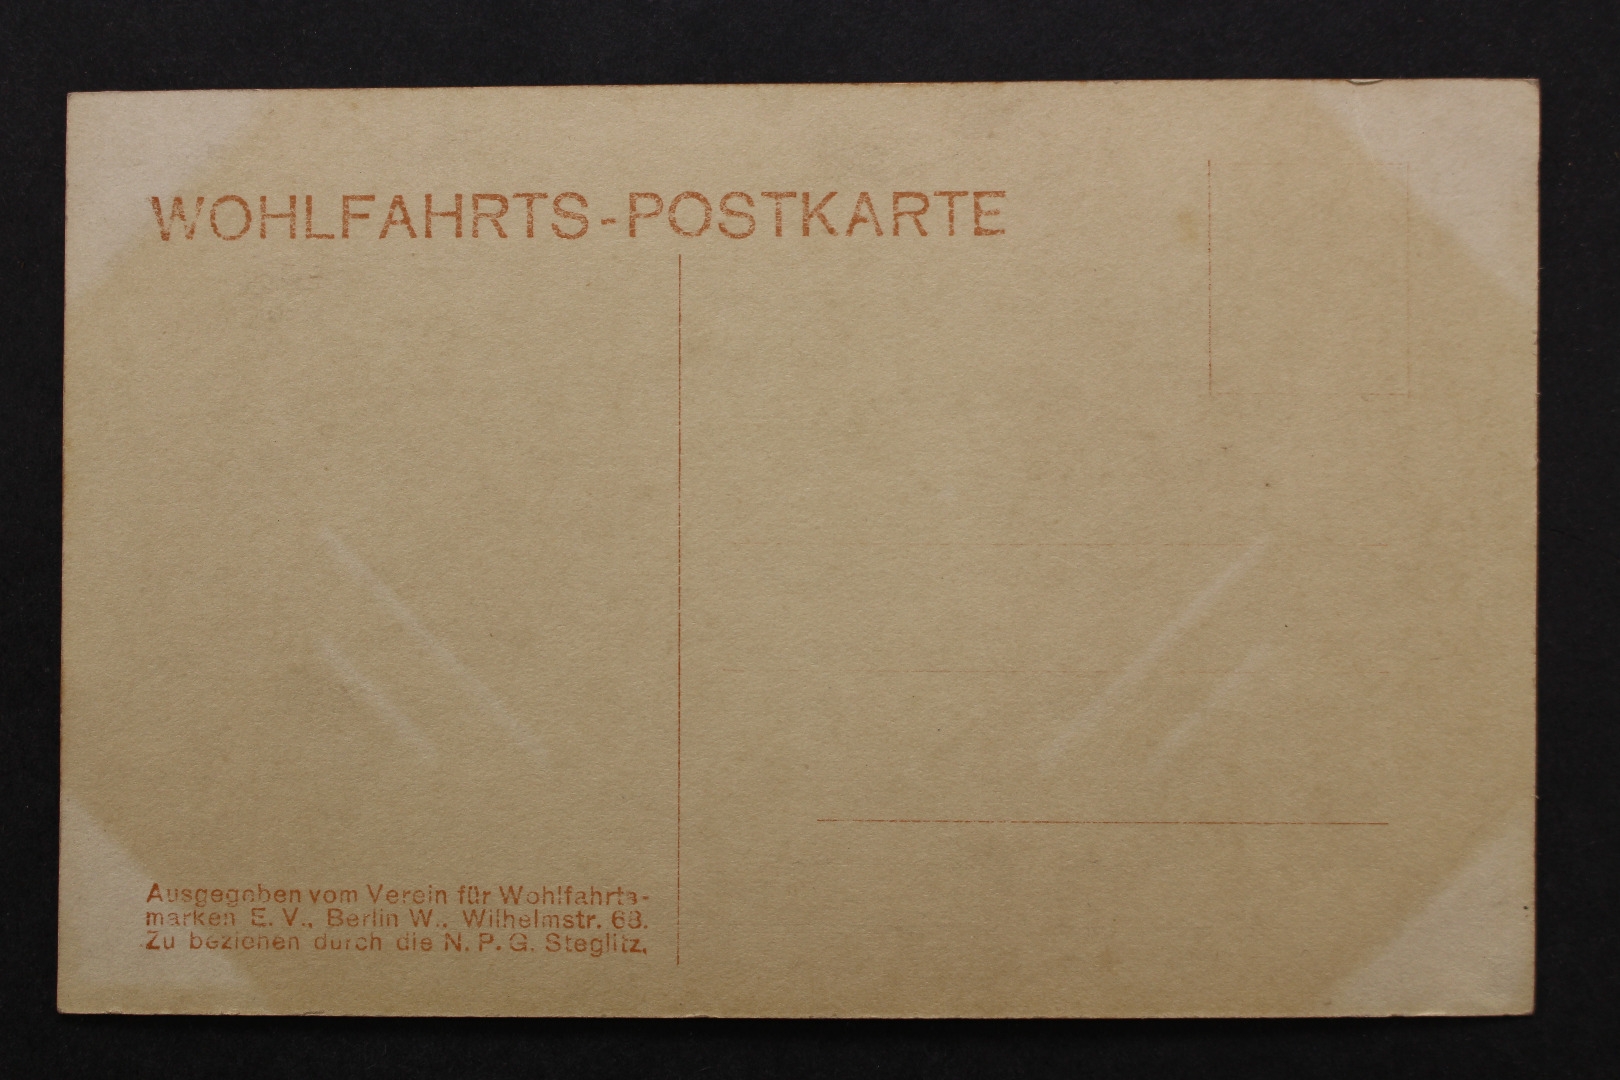 WOHLFAHRTS-POSTKARTE
Ausgegeben vom Verein für Wohlfahrts-
marken E. V., Berlin W., Wilhelmstr. 68.
Zu beziehen durch die N. P. G. Steglitz.